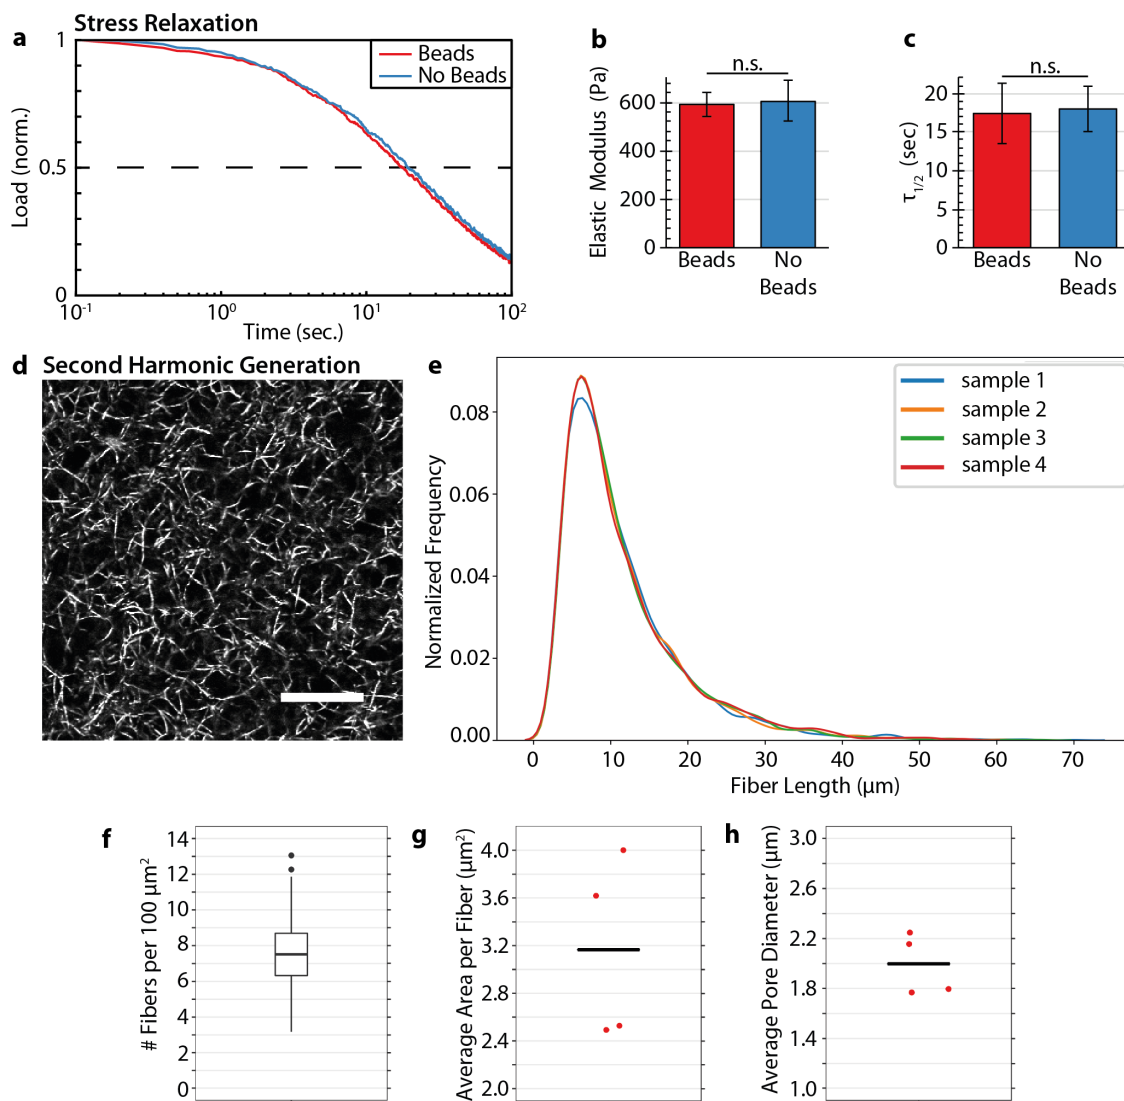 Stress Relaxation
a
Load (norm.)
1
0.5
0
10⁻¹
10⁰
10¹
10²
Time (sec.)
Beads
No Beads
b
Elastic Modulus (Pa)
n.s.
600
400
200
0
Beads
No
Beads
c
τ1/2 (sec)
n.s.
20
15
10
5
0
Beads
No
Beads
d Second Harmonic Generation
e
Normalized Frequency
0.08
0.06
0.04
0.02
0.00
0
10
20
30
40
50
60
70
Fiber Length (μm)
sample 1
sample 2
sample 3
sample 4
f
# Fibers per 100 μm²
14
12
10
8
6
4
2
0
g
Average Area per Fiber (μm²)
4.0
3.6
3.2
2.8
2.4
2.0
h
Average Pore Diameter (μm)
3.0
2.6
2.2
1.8
1.4
1.0